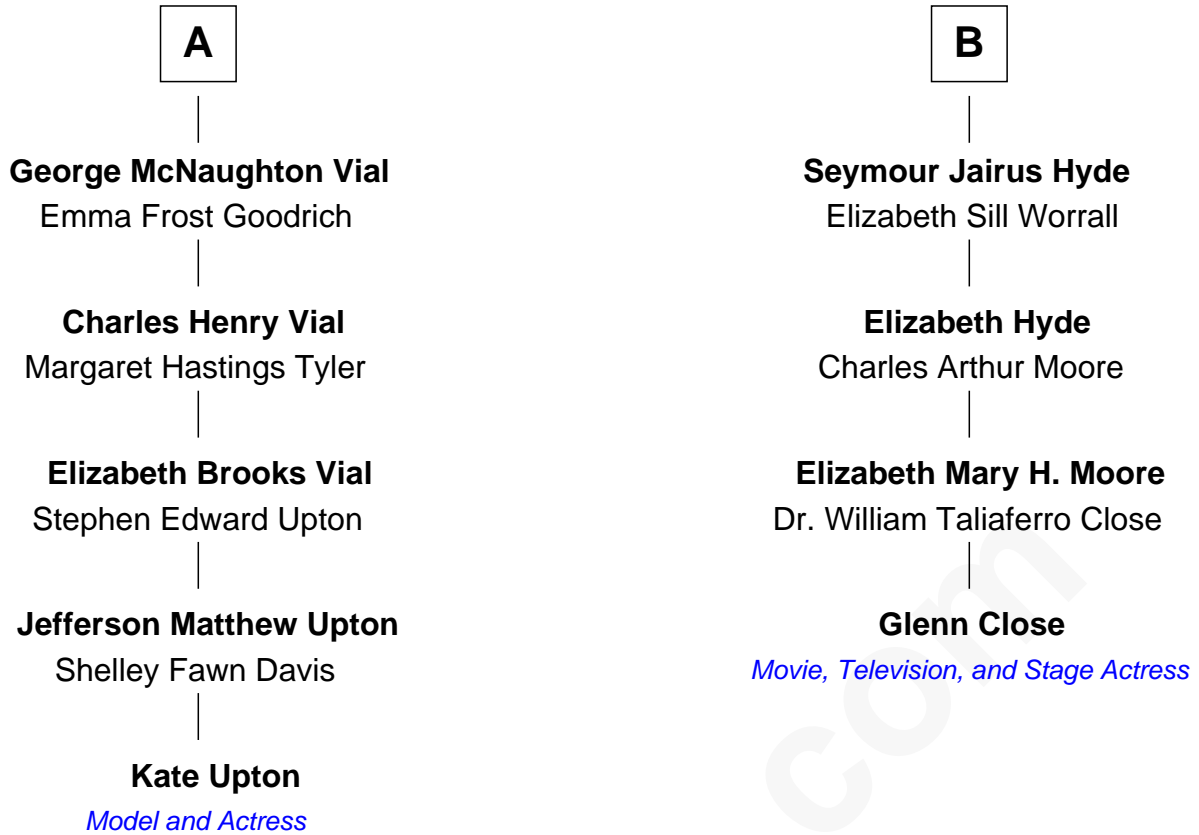 A
George McNaughton Vial
Emma Frost Goodrich
Charles Henry Vial
Margaret Hastings Tyler
Elizabeth Brooks Vial
Stephen Edward Upton
Jefferson Matthew Upton
Shelley Fawn Davis
Kate Upton
Model and Actress
B
Seymour Jairus Hyde
Elizabeth Sill Worrall
Elizabeth Hyde
Charles Arthur Moore
Elizabeth Mary H. Moore
Dr. William Taliaferro Close
Glenn Close
Movie, Television, and Stage Actress
com